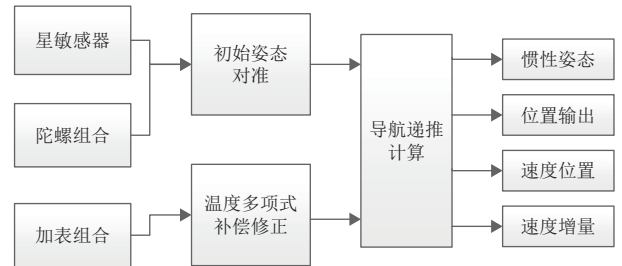 星敏感器
陀螺组合
加表组合
初始姿态
对准
温度多项式
补偿修正
导航递推
计算
惯性姿态
位置输出
速度位置
速度增量